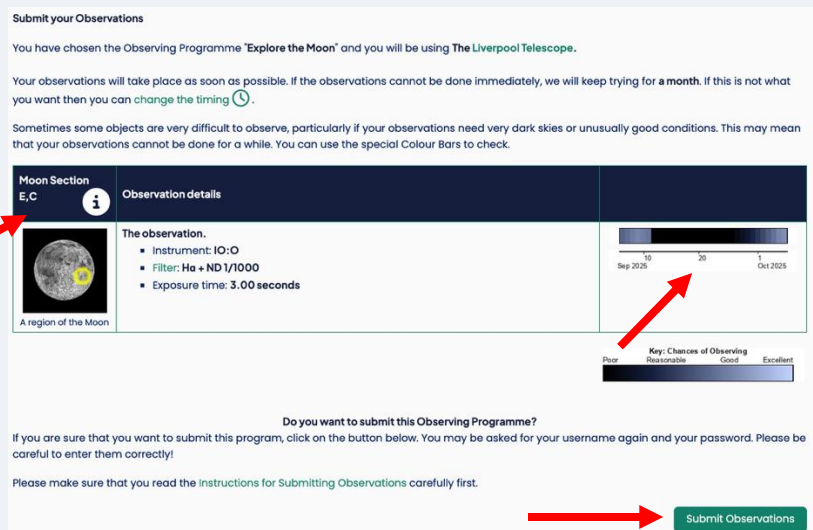 Submit your Observations
You have chosen the Observing Programme "Explore the Moon" and you will be using The Liverpool Telescope.
Your observations will take place as soon as possible. If the observations cannot be done immediately, we will keep trying for a month. If this is not what
you want then you can change the timing .
Sometimes some objects are very difficult to observe, particularly if your observations need very dark skies or unusually good conditions. This may mean
that your observations cannot be done for a while. You can use the special Colour Bars to check.
Moon Section
E,C
i
Observation details
The observation.
Instrument: IO:O
Filter: Ha + ND 1/1000
Exposure time: 3.00 seconds
A region of the Moon
10 20 1
Sep 2025 Oct 2025
Key: Chances of Observing
Poor Reasonable Good Excellent
Do you want to submit this Observing Programme?
If you are sure that you want to submit this program, click on the button below. You may be asked for your username again and your password. Please be
careful to enter them correctly!
Please make sure that you read the Instructions for Submitting Observations carefully first.
Submit Observations